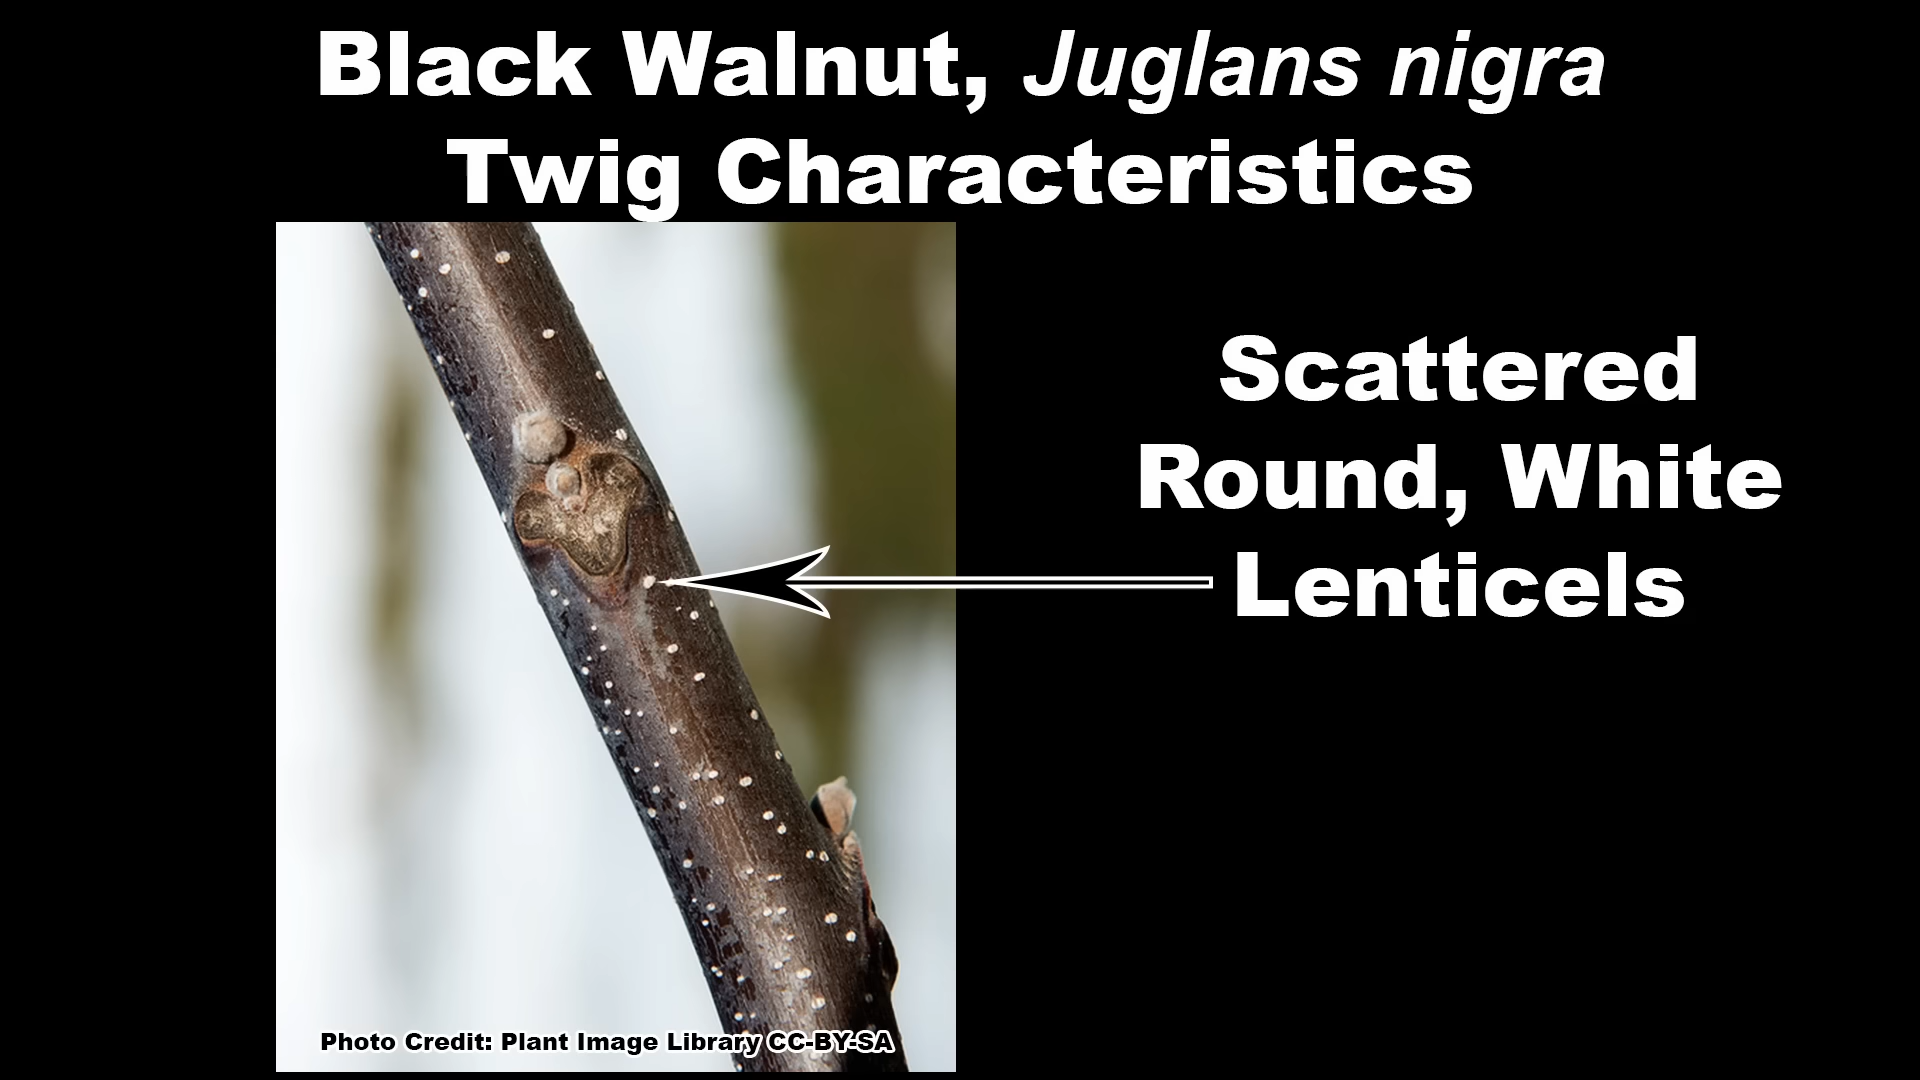 Black Walnut, Juglans nigra
Twig Characteristics
Scattered
Round, White
Lenticels
Photo Credit: Plant Image Library CC-BY-SA